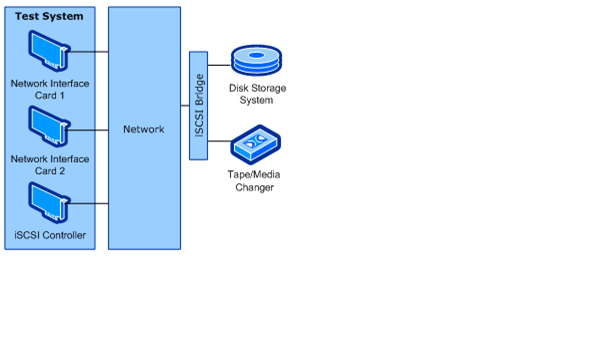 Test System
Network Interface
Card 1
Network Interface
Card 2
iSCSI Controller
Network
iSCSI Bridge
Disk Storage
System
Tape/Media
Changer